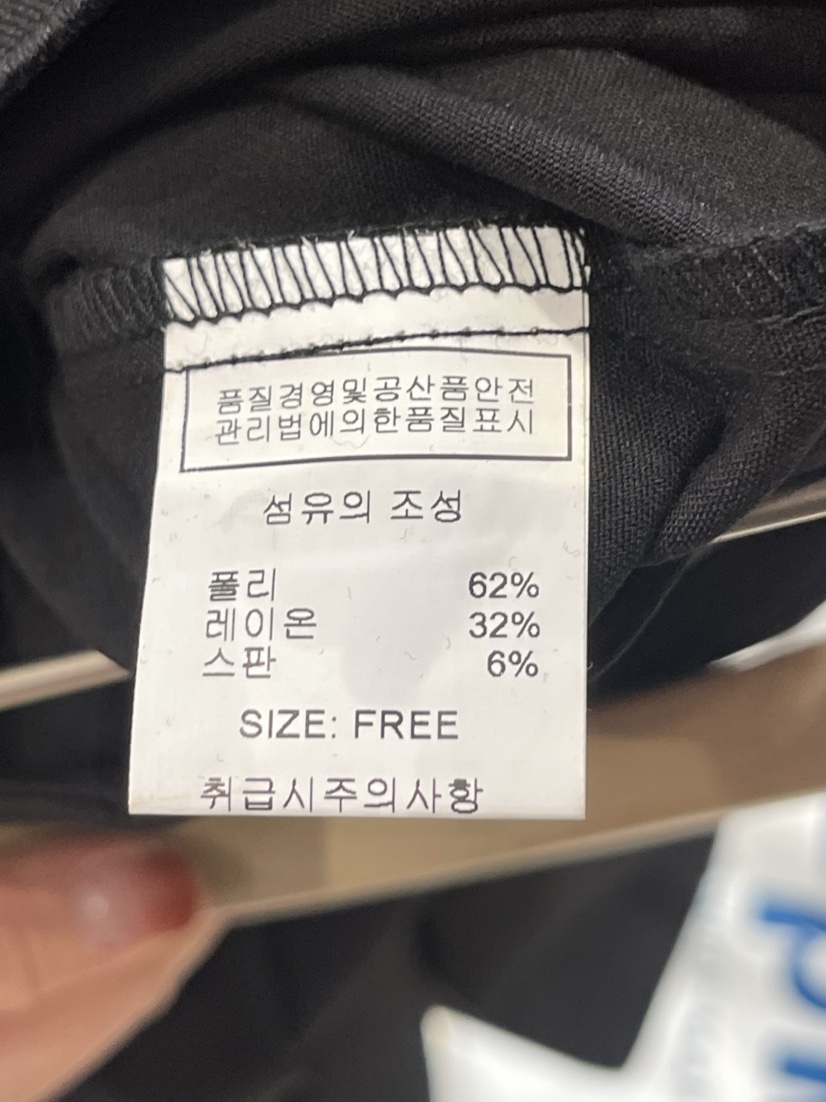 품질경영및공산품안전
관리법에의한품질표시
섬유의 조성
폴리 62%
레이온 32%
스판 6%
SIZE: FREE
취급시주의사항